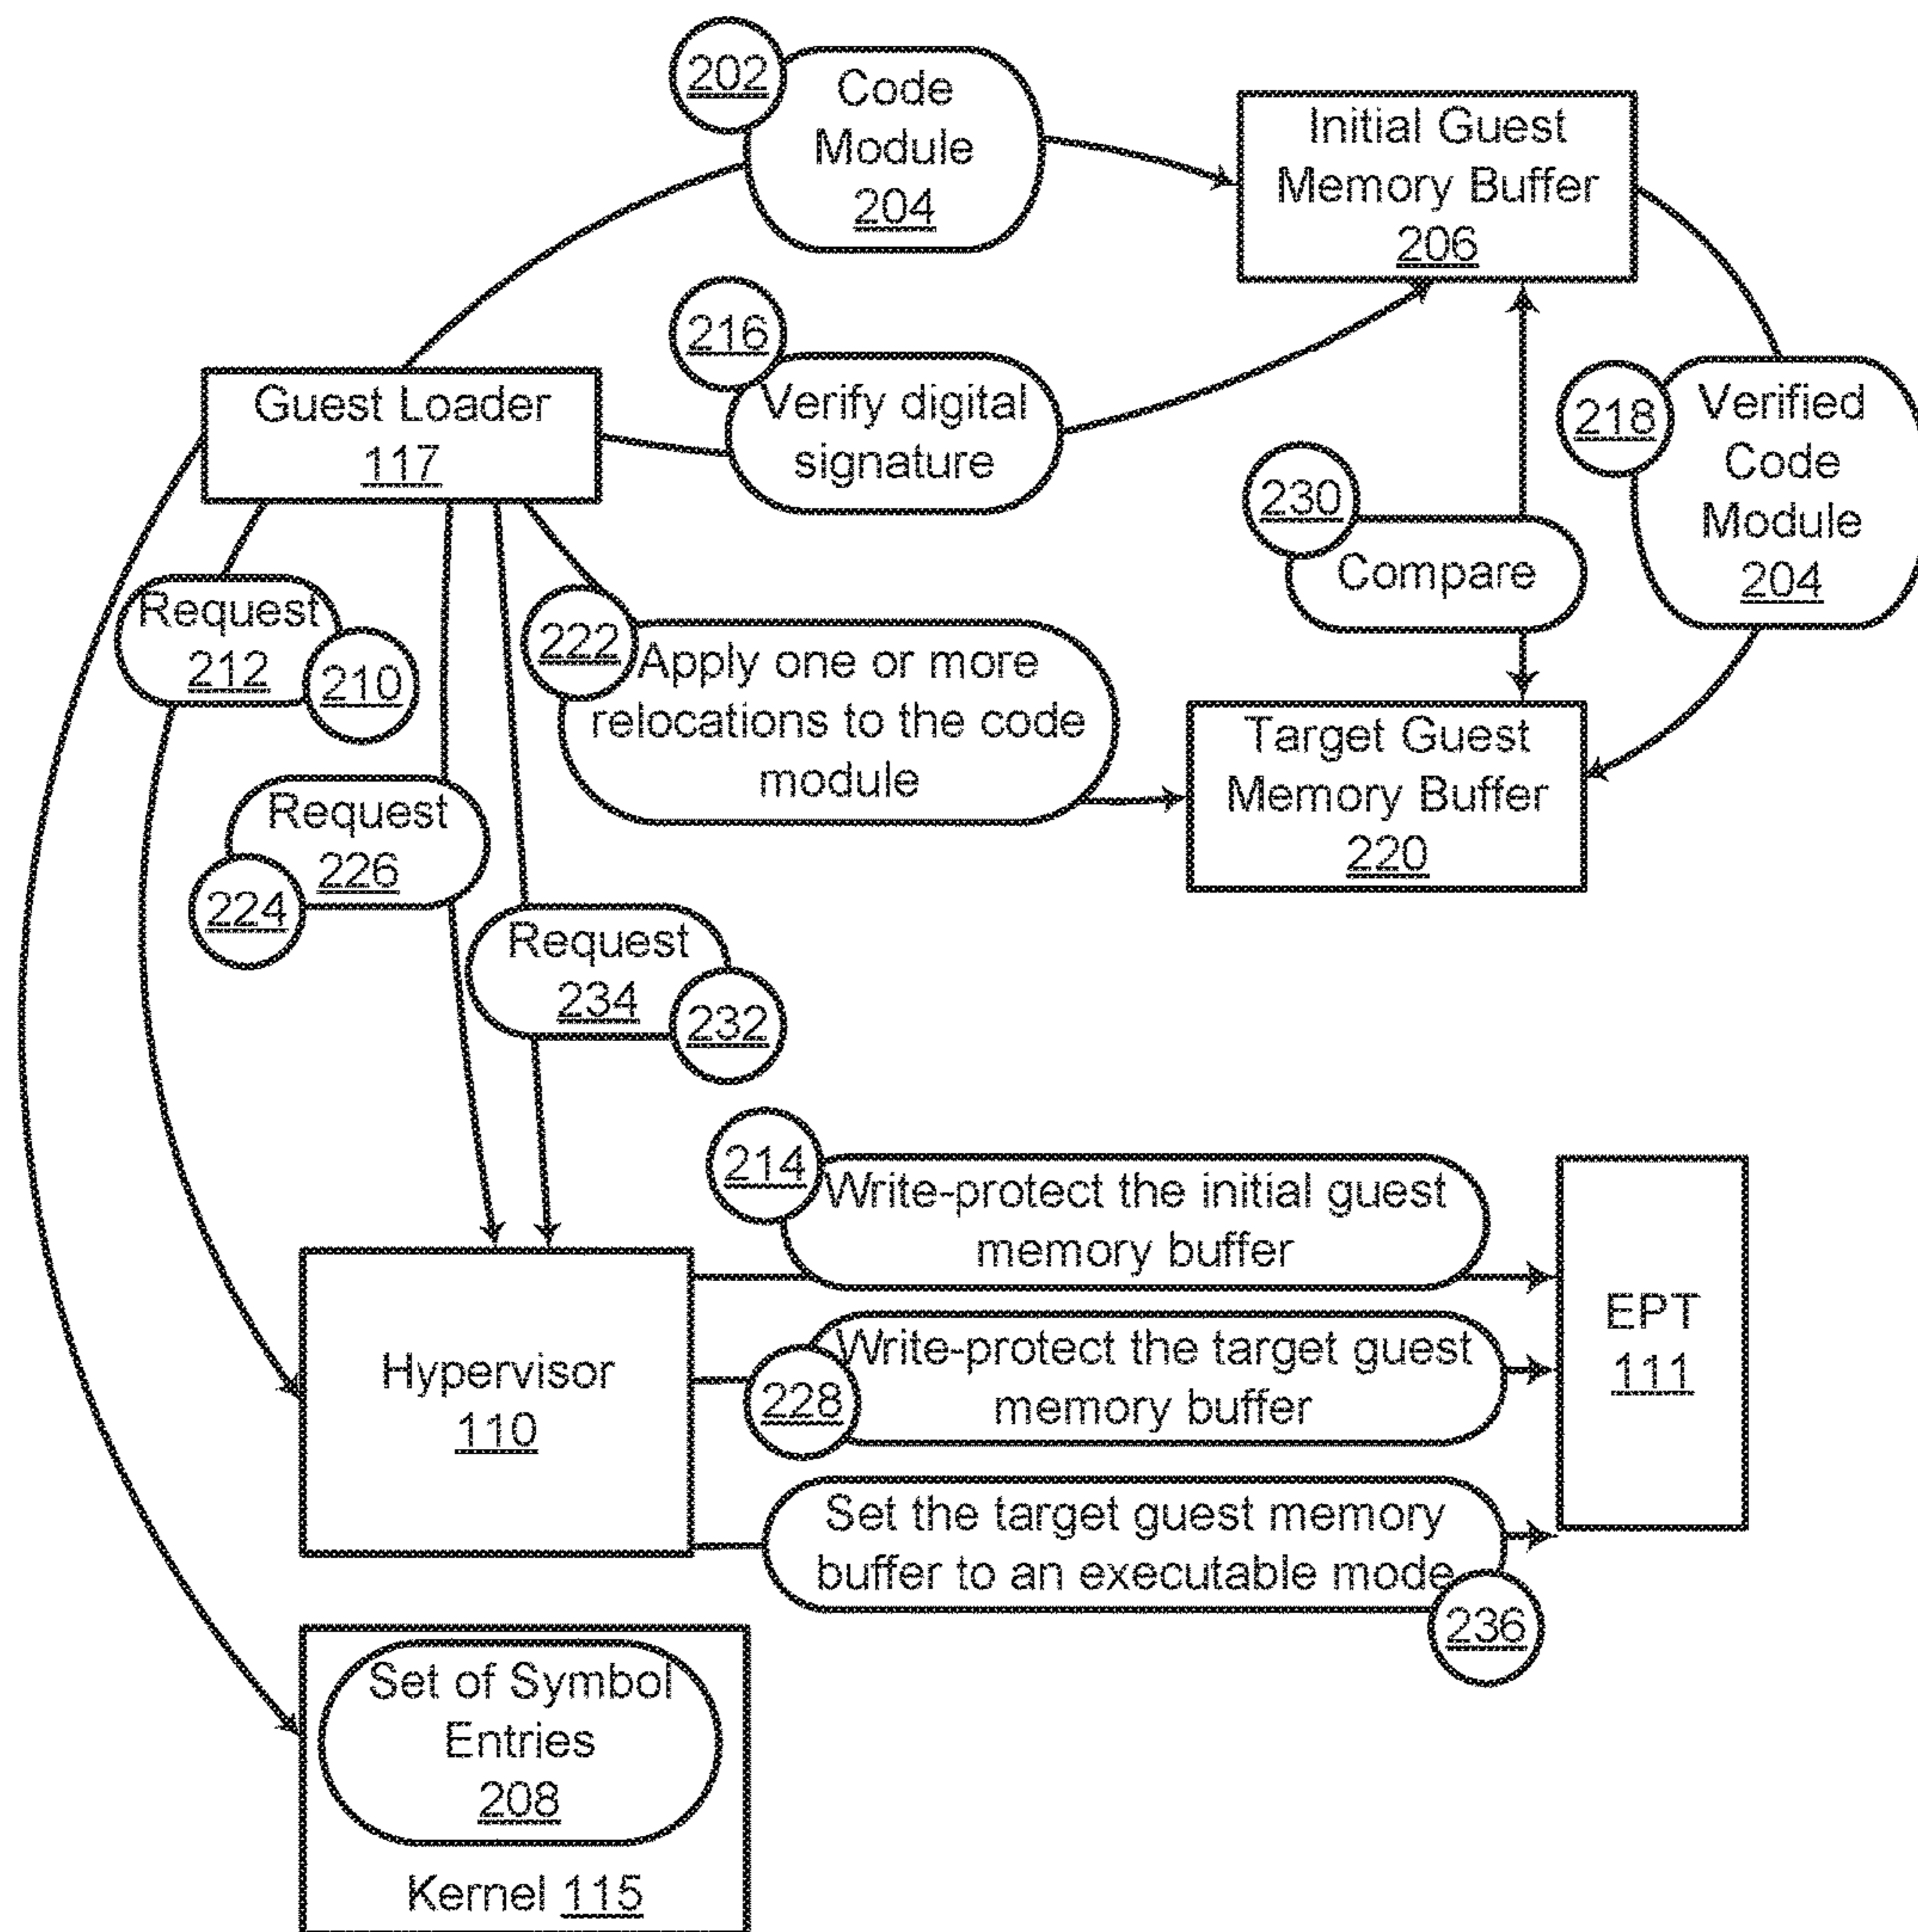 202
Code
Module
204
Initial Guest
Memory Buffer
206
216
Verify digital
signature
Guest Loader
117
218
Verified
Code
Module
204
230
Compare
Request
212
210
222
Apply one or more
relocations to the code
module
Target Guest
Memory Buffer
220
Request
226
224
Request
234
232
214
Write-protect the initial guest
memory buffer
EPT
111
Hypervisor
110
228
Write-protect the target guest
memory buffer
Set the target guest memory
buffer to an executable mode
236
Set of Symbol
Entries
208
Kernel 115